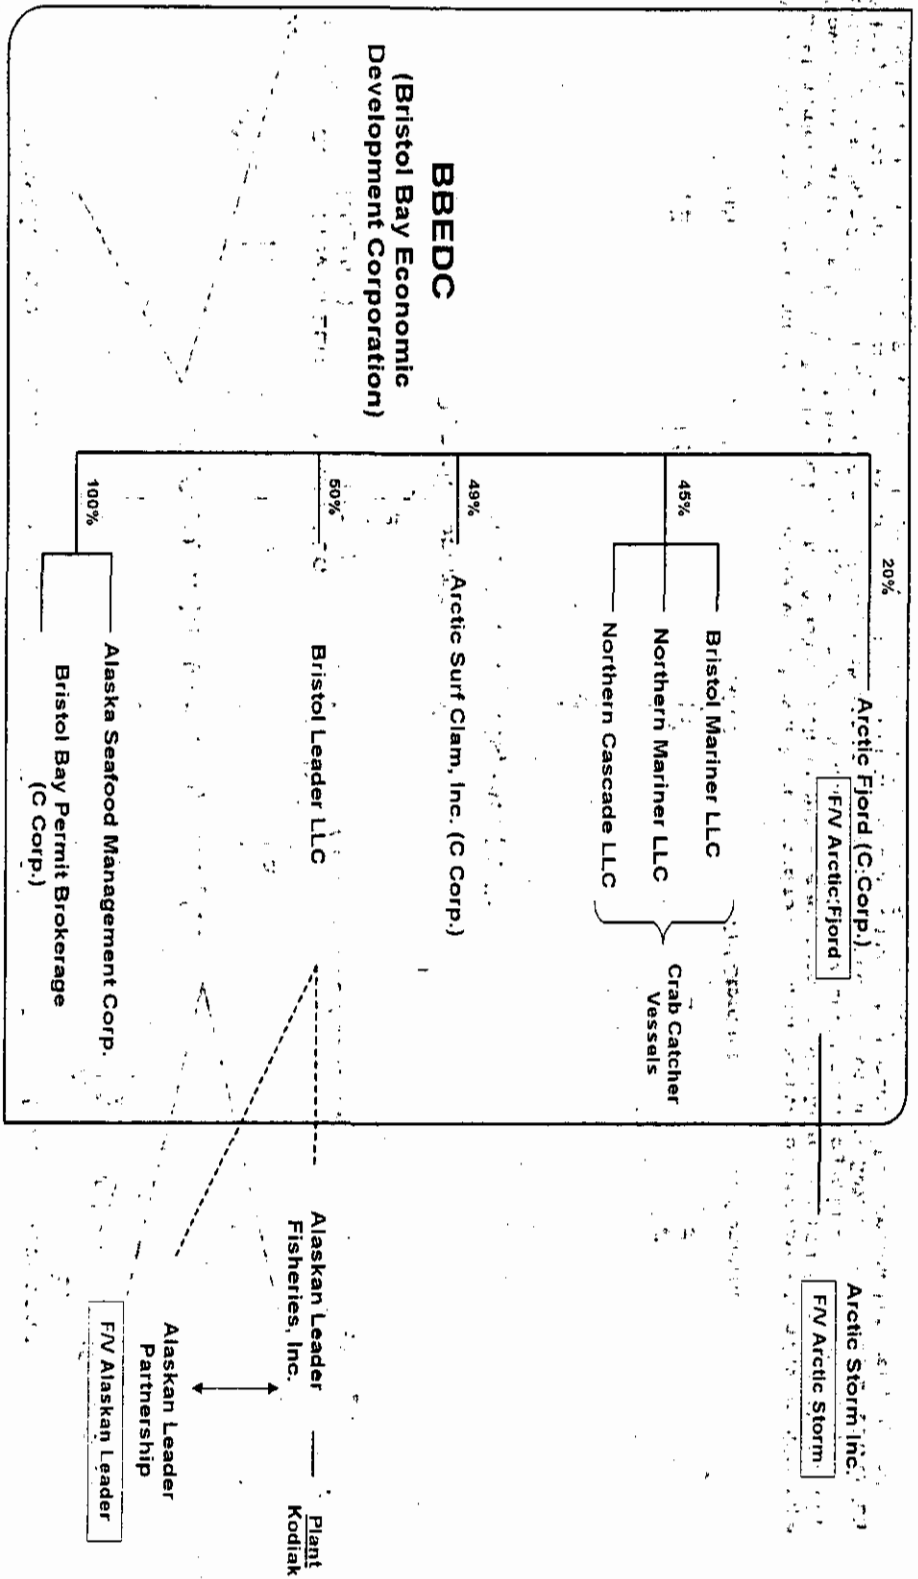 BBEDC
(Bristol Bay Economic
Development Corporation)
20%
Arctic Fjord (C Corp.)
F/V Arctic Fjord
Arctic Storm Inc.
F/V Arctic Storm
45%
Bristol Mariner LLC
Northern Mariner LLC
Northern Cascade LLC
Crab Catcher
Vessels
49%
Arctic Surf Clam, Inc. (C Corp.)
50%
Bristol Leader LLC
Alaskan Leader
Fisheries, Inc.
Plant
Kodiak
Alaskan Leader
Partnership
F/V Alaskan Leader
100%
Alaska Seafood Management Corp.
Bristol Bay Permit Brokerage
(C Corp.)